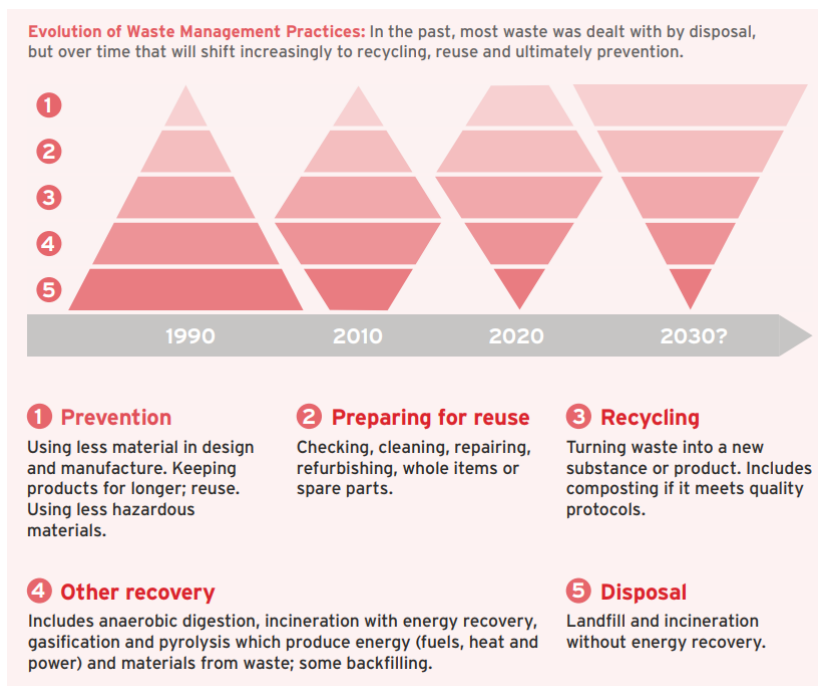 Evolution of Waste Management Practices: In the past, most waste was dealt with by disposal,
but over time that will shift increasingly to recycling, reuse and ultimately prevention.
1
2
3
4
5
1990 2010 2020 2030?
1 Prevention
Using less material in design
and manufacture. Keeping
products for longer; reuse.
Using less hazardous
materials.
2 Preparing for reuse
Checking, cleaning, repairing,
refurbishing, whole items or
spare parts.
3 Recycling
Turning waste into a new
substance or product. Includes
composting if it meets quality
protocols.
4 Other recovery
Includes anaerobic digestion, incineration with energy recovery,
gasification and pyrolysis which produce energy (fuels, heat and
power) and materials from waste; some backfilling.
5 Disposal
Landfill and incineration
without energy recovery.